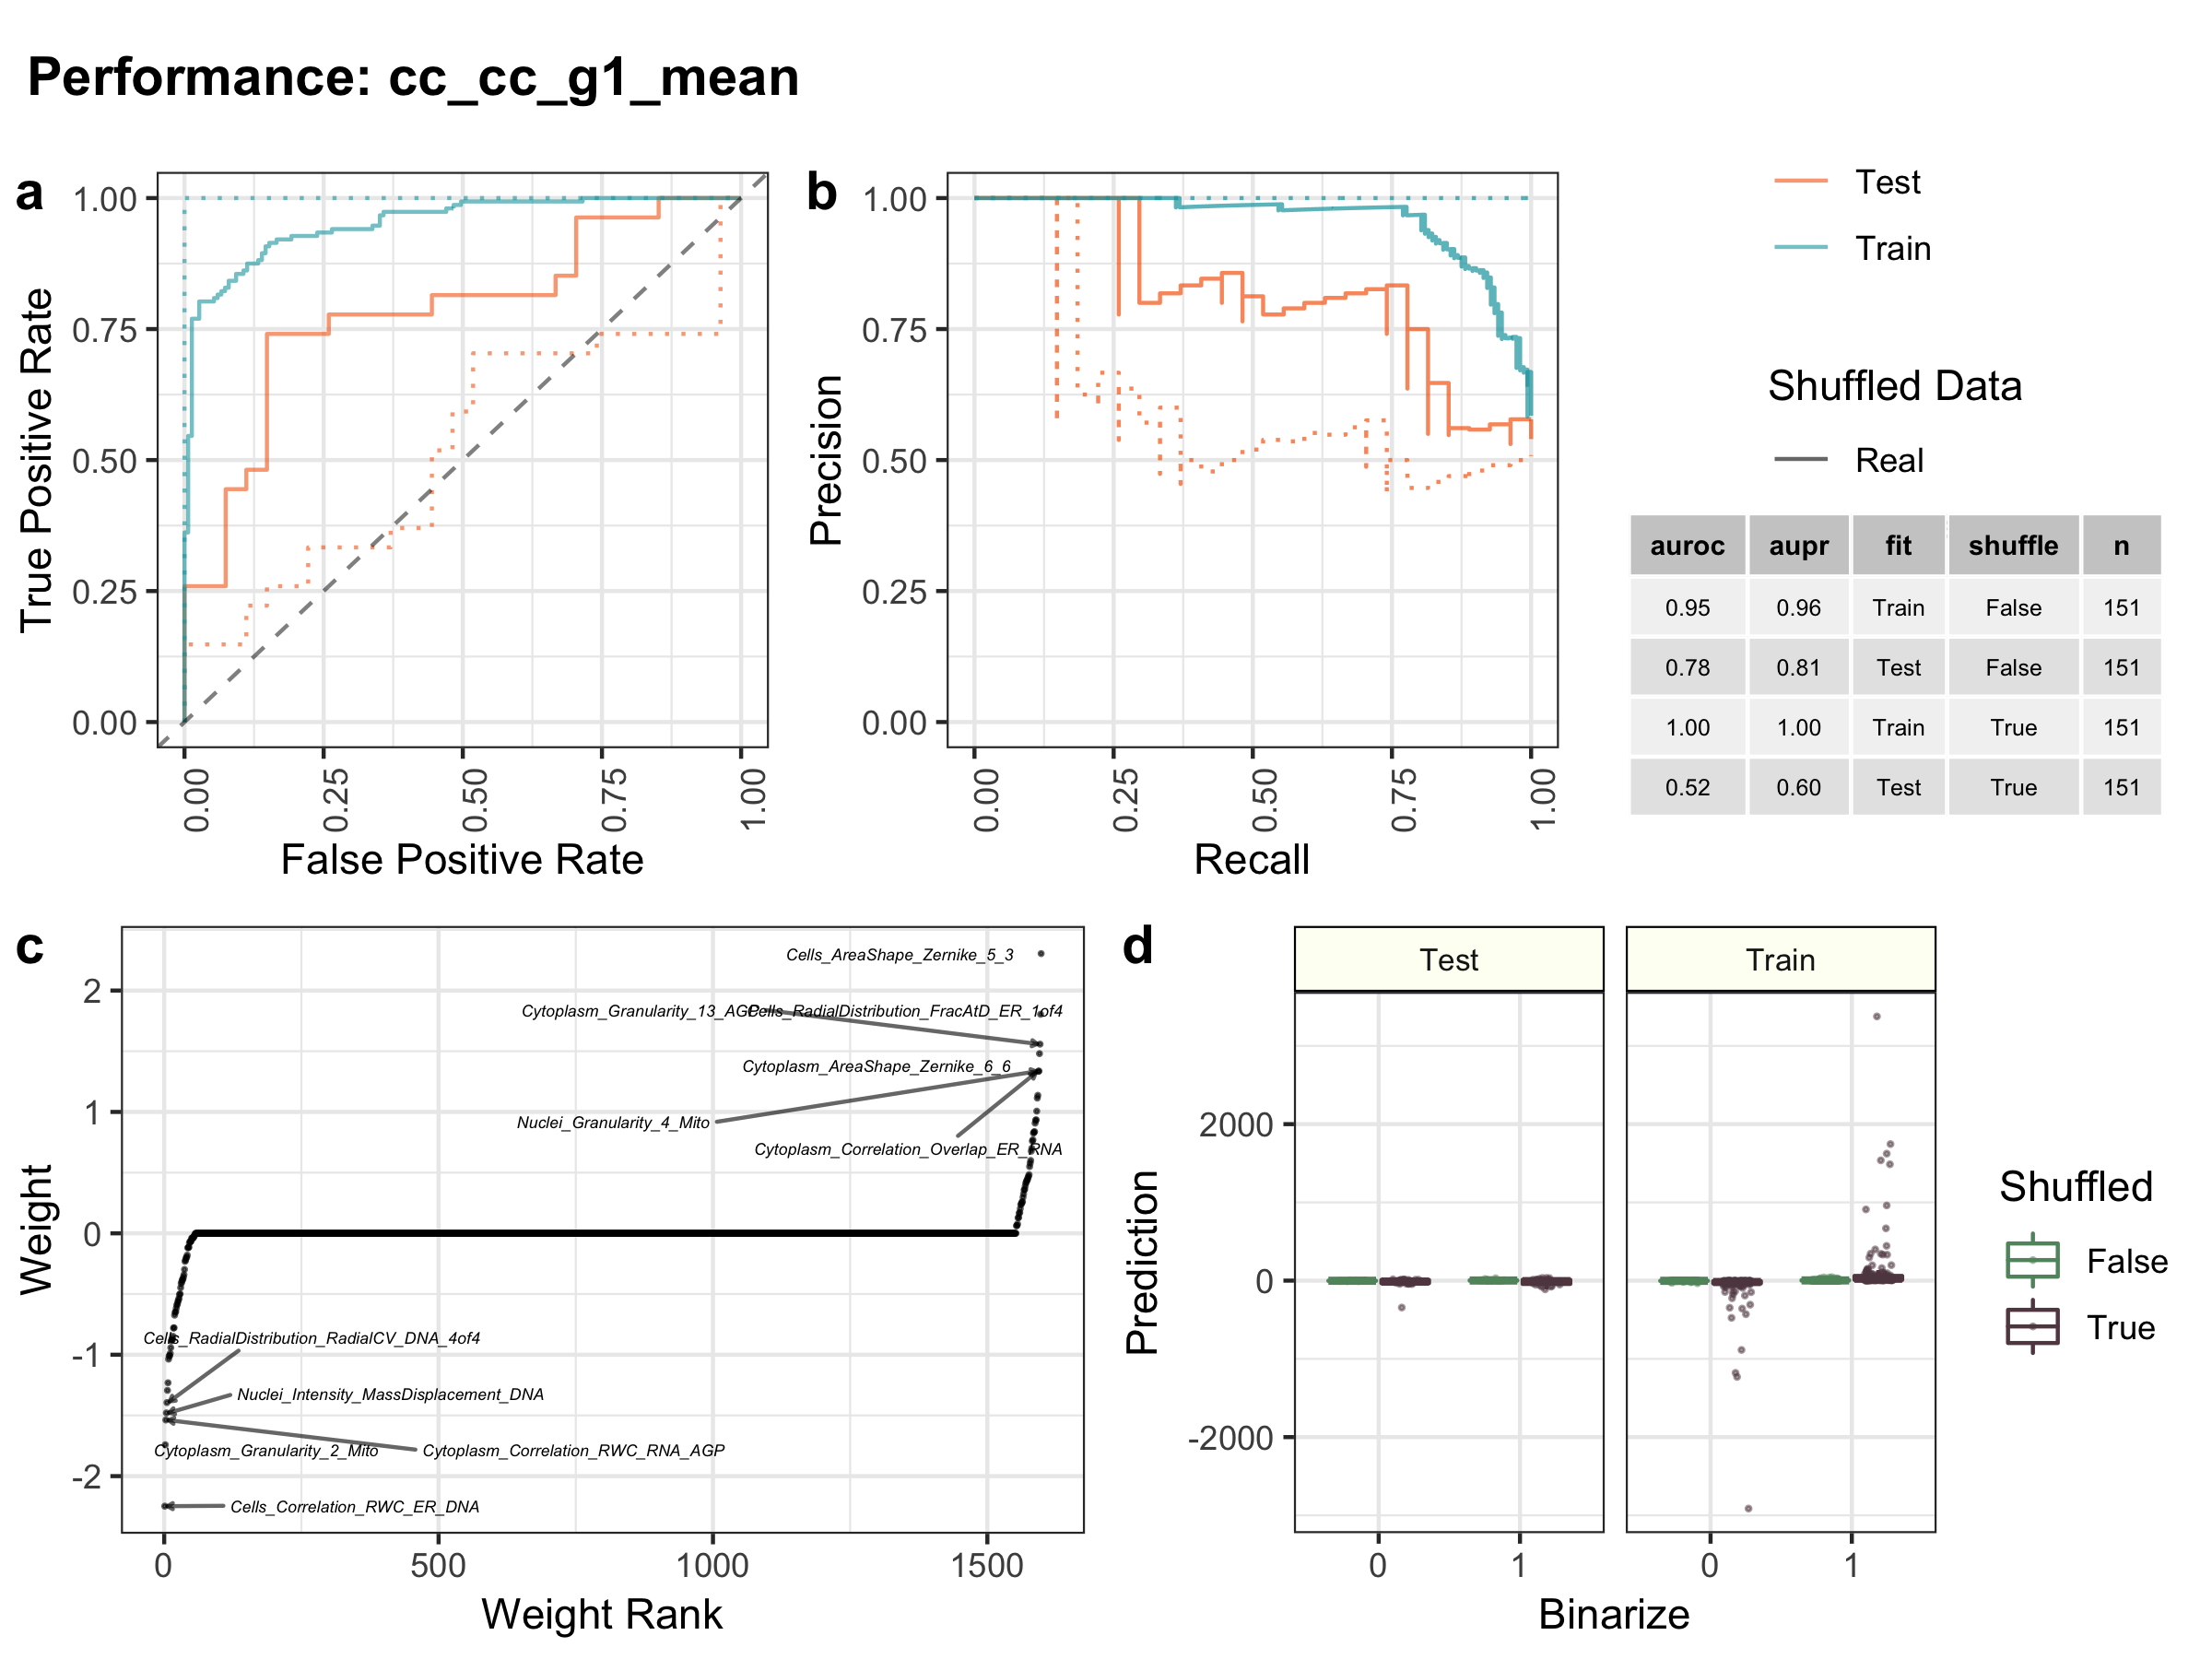 Performance: cc_cc_g1_mean
a
True Positive Rate
1.00
0.75
0.50
0.25
0.00
0.00
0.25
0.50
0.75
1.00
False Positive Rate
b
Precision
1.00
0.75
0.50
0.25
0.00
0.00
0.25
0.50
0.75
1.00
Recall
Test
Train
Shuffled Data
Real
auroc aupr fit shuffle n
0.95 0.96 Train False 151
0.78 0.81 Test False 151
1.00 1.00 Train True 151
0.52 0.60 Test True 151
c
Weight
2
1
0
-1
-2
Cells_AreaShape_Zernike_5_3
Cytoplasm_Granularity_13_AGP
Cells_RadialDistribution_FracAtD_ER_1of4
Cytoplasm_AreaShape_Zernike_6_6
Nuclei_Granularity_4_Mito
Cytoplasm_Correlation_Overlap_ER_RNA
Cells_RadialDistribution_RadialCV_DNA_4of4
Nuclei_Intensity_MassDisplacement_DNA
Cytoplasm_Granularity_2_Mito
Cytoplasm_Correlation_RWC_RNA_AGP
Cells_Correlation_RWC_ER_DNA
0
500
1000
1500
Weight Rank
d
Test
Train
Prediction
2000
0
-2000
0
1
0
1
Binarize
Shuffled
False
True